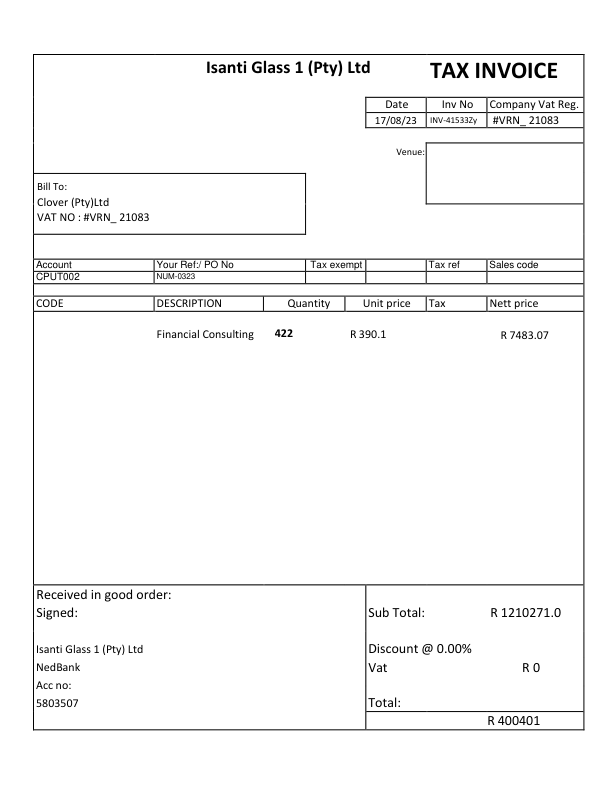 Isanti Glass 1 (Pty) Ltd TAX INVOICE
Date Inv No Company Vat Reg.
17/08/23 INV-41533Zy #VRN_ 21083
Venue:
Bill To:
Clover (Pty)Ltd
VAT NO : #VRN_ 21083
Account Your Ref:/ PO No Tax exempt Tax ref Sales code
CPUT002 NUM-0323
CODE DESCRIPTION Quantity Unit price Tax Nett price
Financial Consulting 422 R 390.1 R 7483.07
Received in good order:
Signed: Sub Total: R 1210271.0
Isanti Glass 1 (Pty) Ltd Discount @ 0.00%
NedBank Vat R 0
Acc no:
5803507 Total:
R 400401